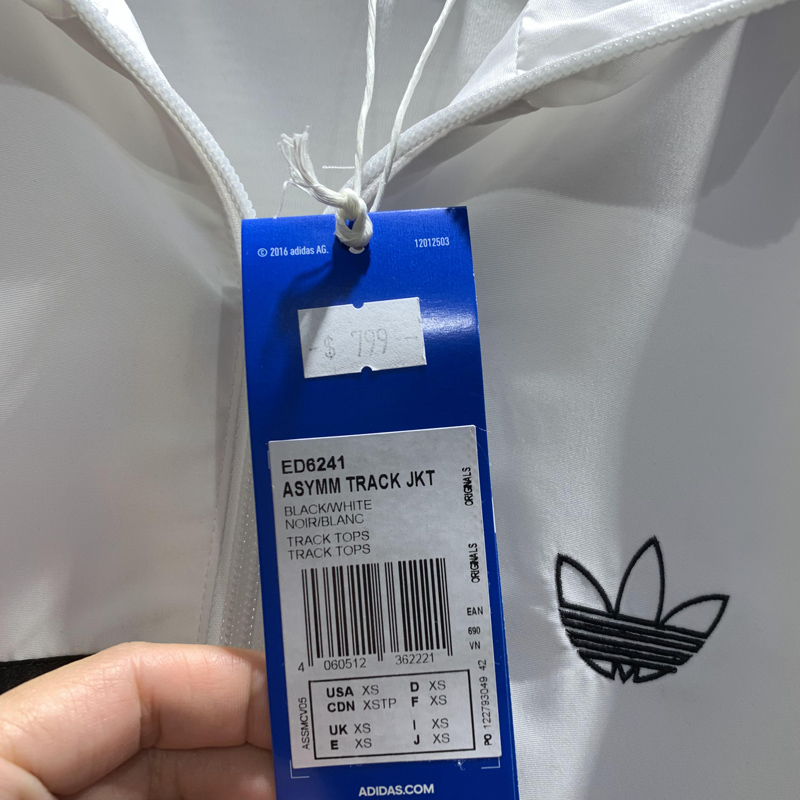 © 2016 adidas AG.
12012503
-$ 799-
ED6241
ASYMM TRACK JKT
BLACK/WHITE
NOIR/BLANC
TRACK TOPS
TRACK TOPS
ORIGINALS
ORIGINALS
EAN
690
VN
4 060512 362221
USA XS D XS
CDN XSTP F XS
UK XS I XS
E XS J XS
ASSMCV05
PO 122793049 42
ADIDAS.COM